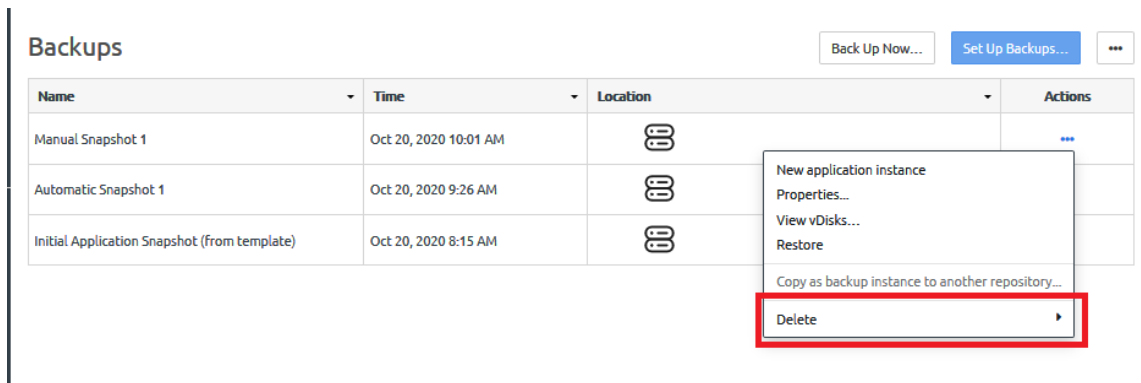 Backups
Back Up Now...
Set Up Backups...
•••
Name
Time
Location
Actions
Manual Snapshot 1
Oct 20, 2020 10:01 AM
•••
Automatic Snapshot 1
Oct 20, 2020 9:26 AM
Initial Application Snapshot (from template)
Oct 20, 2020 8:15 AM
New application instance
Properties...
View vDisks...
Restore
Copy as backup instance to another repository...
Delete